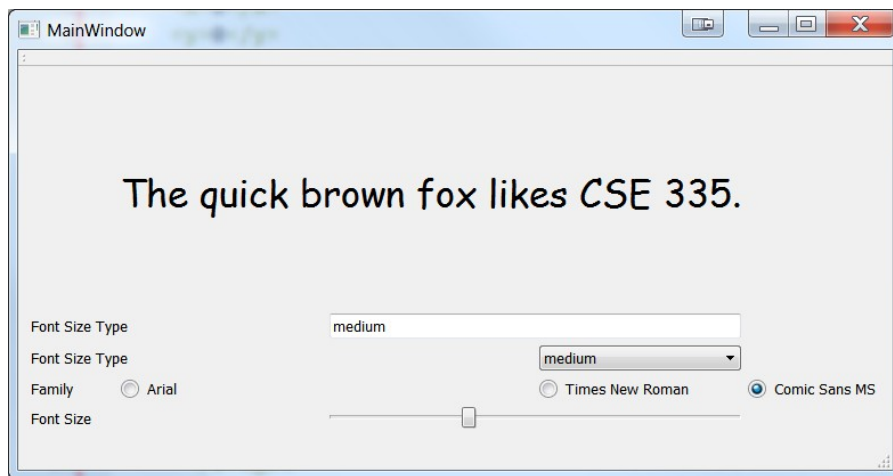 MainWindow
The quick brown fox likes CSE 335.
Font Size Type medium
Font Size Type medium
Family Arial Times New Roman Comic Sans MS
Font Size